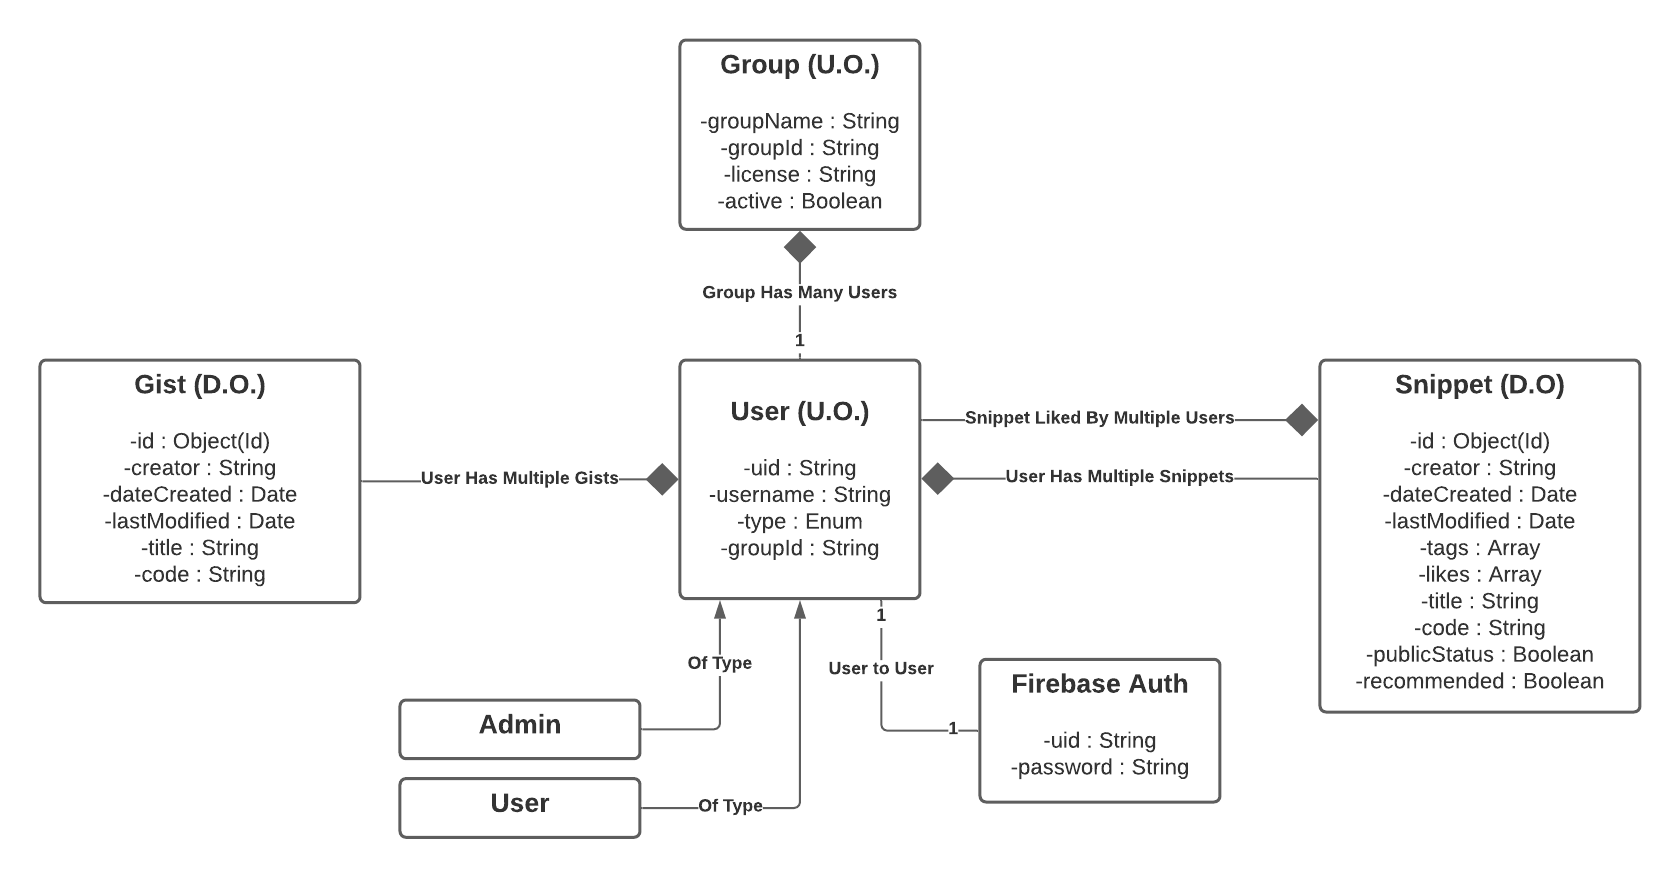 Group (U.O.)
-groupName : String
-groupId : String
-license : String
-active : Boolean
Group Has Many Users
1
Gist (D.O.)
-id : Object(Id)
-creator : String
-dateCreated : Date
-lastModified : Date
-title : String
-code : String
User Has Multiple Gists
User (U.O.)
-uid : String
-username : String
-type : Enum
-groupId : String
Snippet Liked By Multiple Users
User Has Multiple Snippets
Snippet (D.O)
-id : Object(Id)
-creator : String
-dateCreated : Date
-lastModified : Date
-tags : Array
-likes : Array
-title : String
-code : String
-publicStatus : Boolean
-recommended : Boolean
1
Of Type
User to User
Admin
User
Of Type
1
Firebase Auth
-uid : String
-password : String